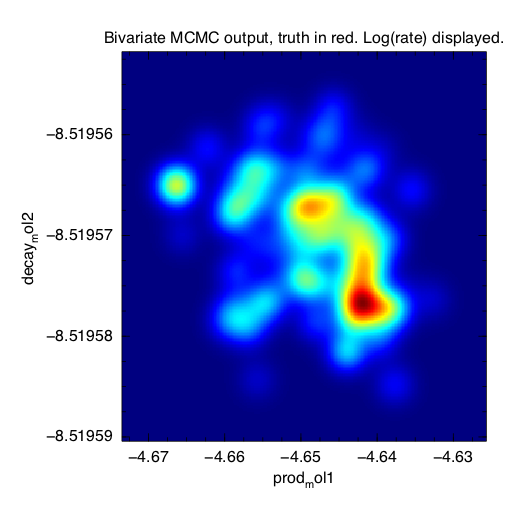 Bivariate MCMC output, truth in red. Log(rate) displayed.
−8.51956
−8.51957
−8.51958
−8.51959
decay_mol2
−4.67 −4.66 −4.65 −4.64 −4.63
prod_mol1